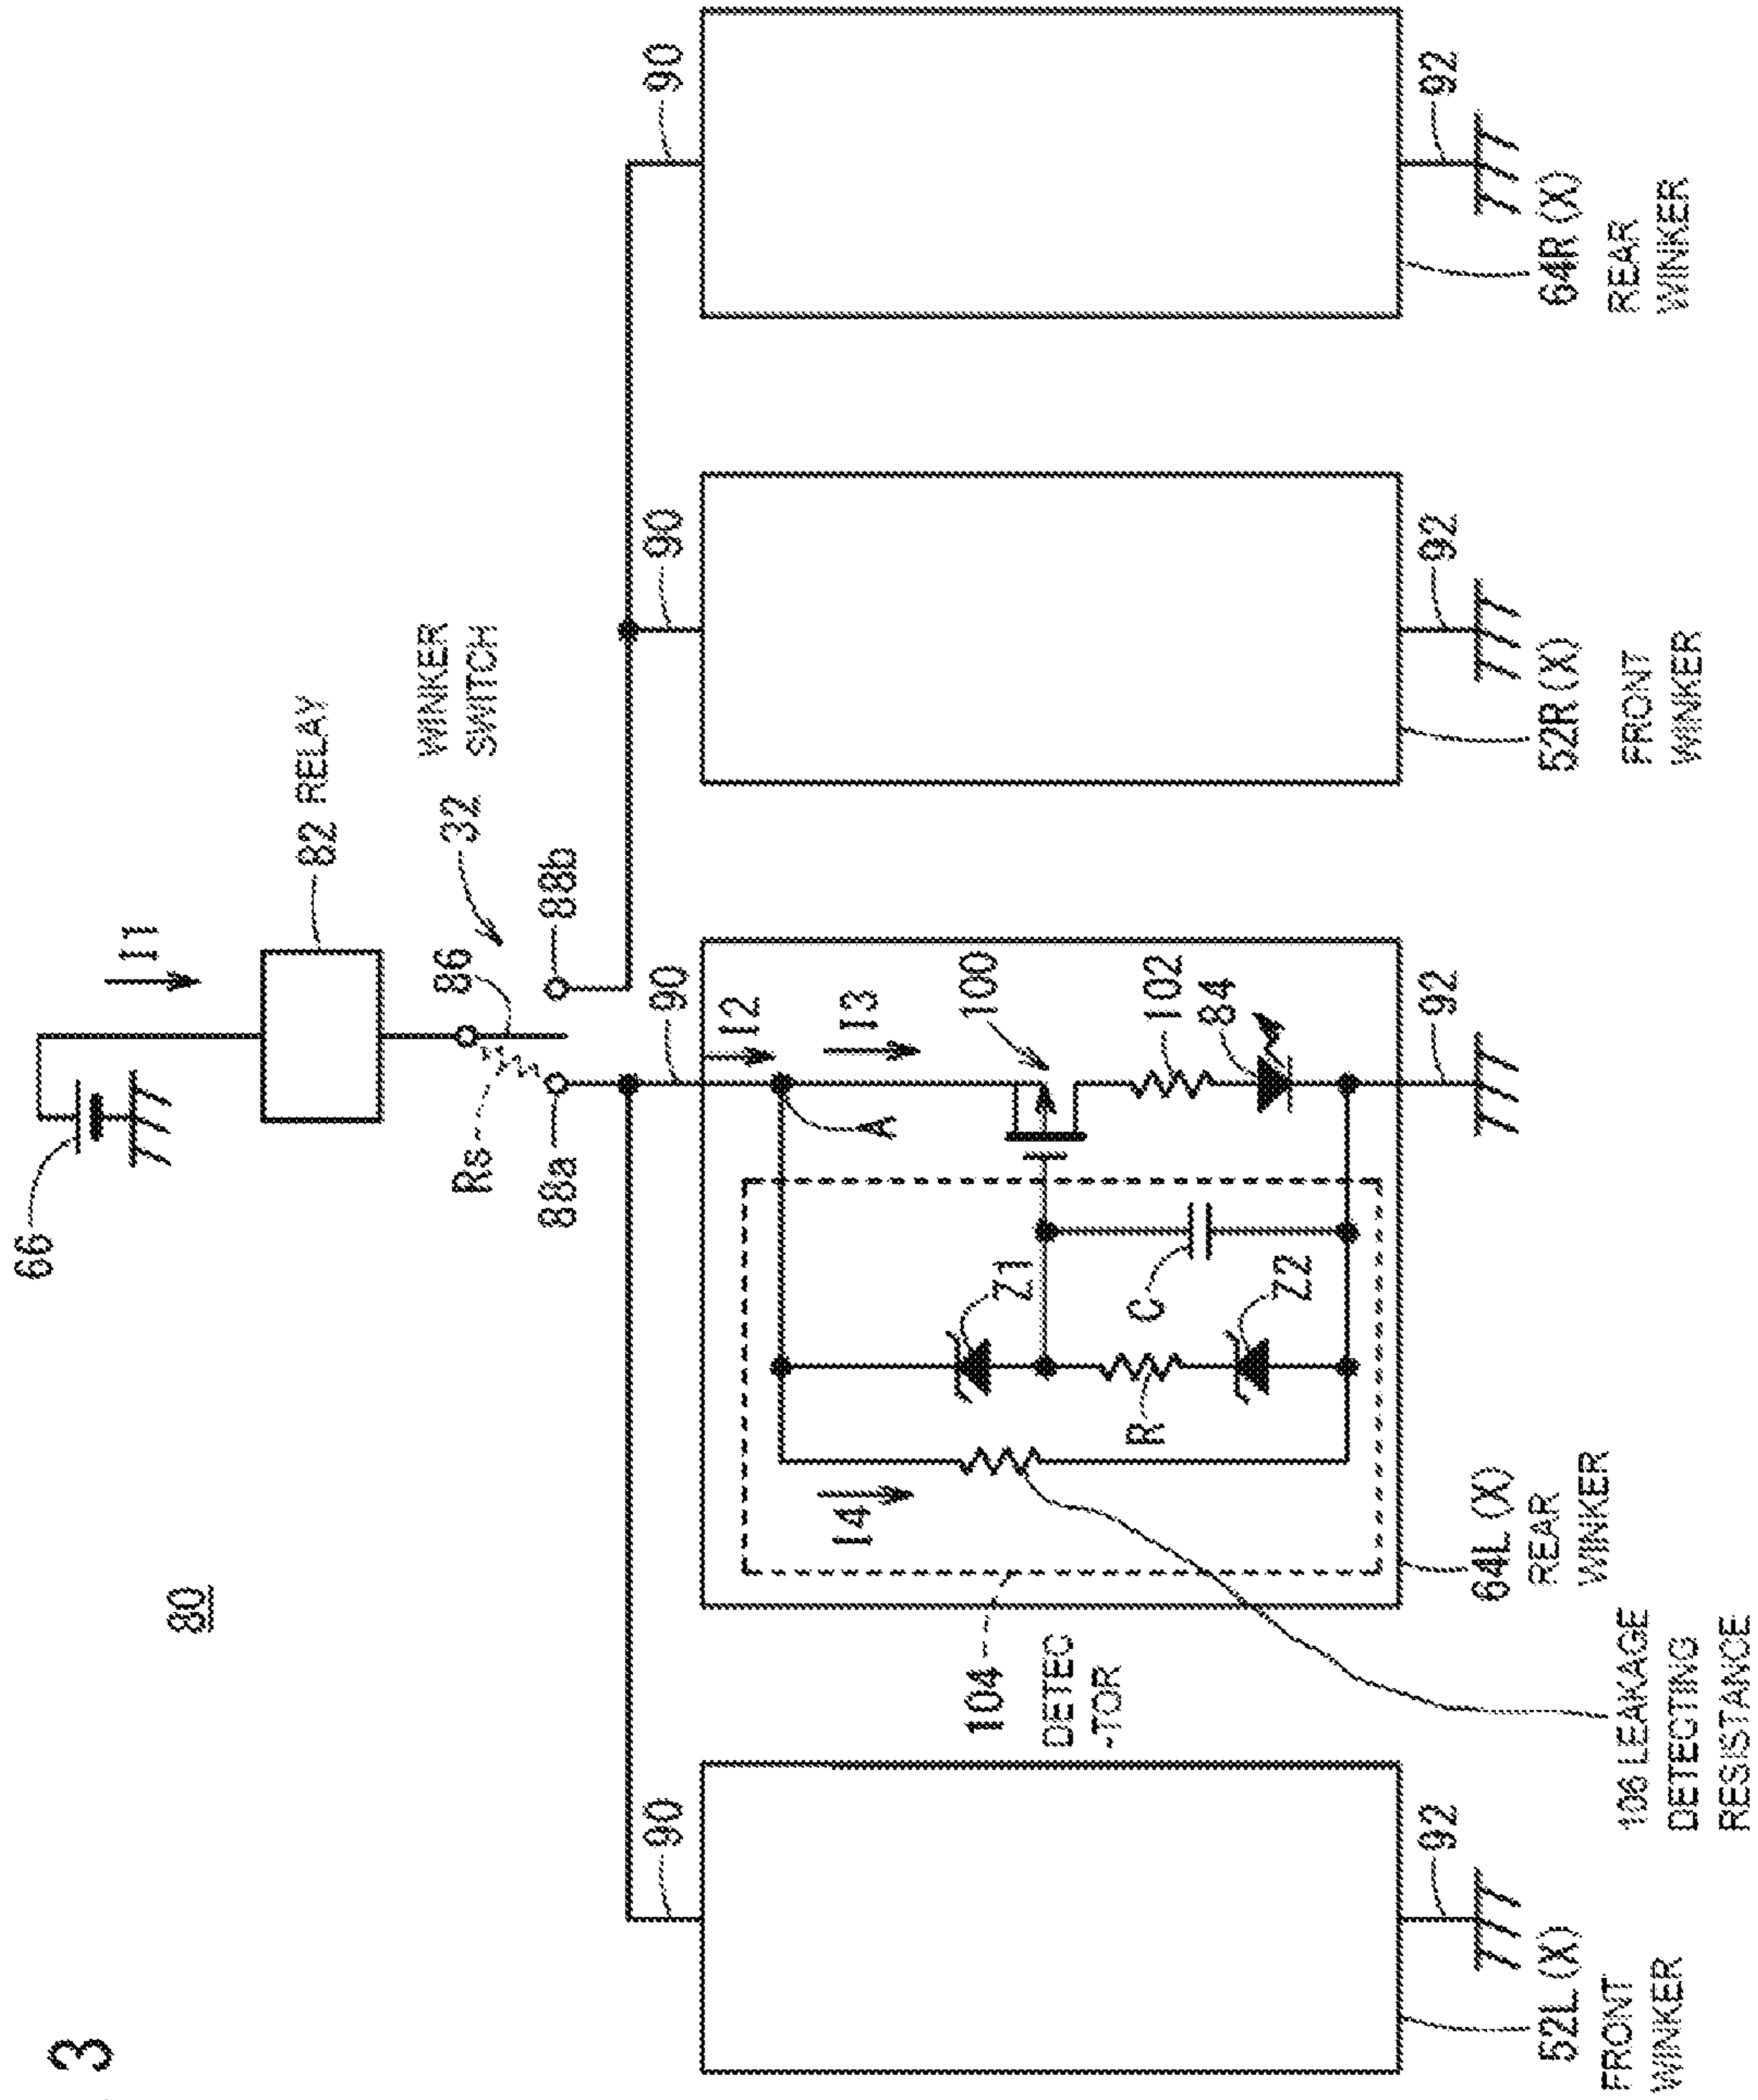 3
80
66
I1
82 RELAY
Rs
86
32
WINKER
SWITCH
88a
88b
90
90
90
90
I2
A
I3
I4
Z1
100
102
R
C
Z2
84
104
DETEC
-TOR
92
92
92
92
52L (X)
FRONT
WINKER
64L (X)
REAR
WINKER
52R (X)
FRONT
WINKER
64R (X)
REAR
WINKER
106 LEAKAGE
DETECTING
RESISTANCE